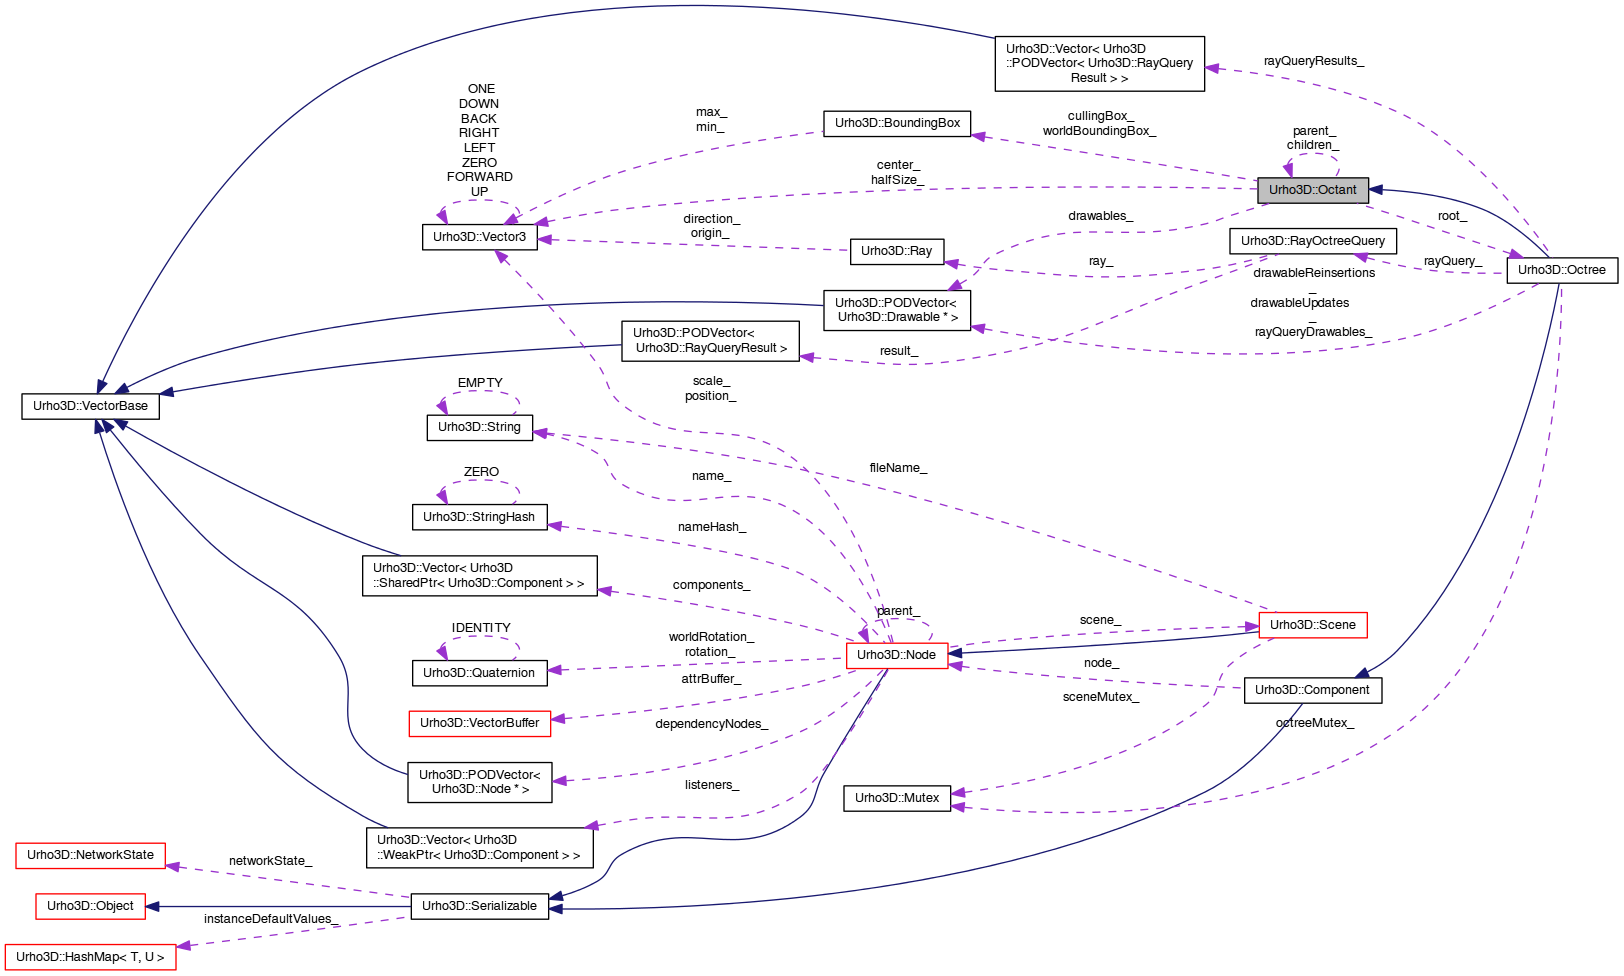 Urho3D::Vector< Urho3D
::PODVector< Urho3D::RayQuery
Result > >
rayQueryResults_
ONE
DOWN
BACK
RIGHT
LEFT
ZERO
FORWARD
UP
max_
min_
Urho3D::BoundingBox
cullingBox_
worldBoundingBox_
parent_
children_
center_
halfSize_
Urho3D::Octant
direction_
origin_
drawables_
root_
Urho3D::Vector3
Urho3D::Ray
Urho3D::RayOctreeQuery
ray_
rayQuery_
Urho3D::Octree
drawableReinsertions
_
drawableUpdates
_
rayQueryDrawables_
Urho3D::PODVector<
Urho3D::Drawable * >
Urho3D::PODVector<
Urho3D::RayQueryResult >
result_
EMPTY
scale_
position_
Urho3D::VectorBase
Urho3D::String
ZERO
name_
fileName_
Urho3D::StringHash
nameHash_
Urho3D::Vector< Urho3D
::SharedPtr< Urho3D::Component > >
components_
parent_
IDENTITY
worldRotation_
rotation_
Urho3D::Node
scene_
Urho3D::Scene
Urho3D::Quaternion
attrBuffer_
node_
Urho3D::Component
sceneMutex_
Urho3D::VectorBuffer
dependencyNodes_
octreeMutex_
Urho3D::PODVector<
Urho3D::Node * >
listeners_
Urho3D::Mutex
Urho3D::Vector< Urho3D
::WeakPtr< Urho3D::Component > >
Urho3D::NetworkState
networkState_
Urho3D::Object
Urho3D::Serializable
instanceDefaultValues_
Urho3D::HashMap< T, U >